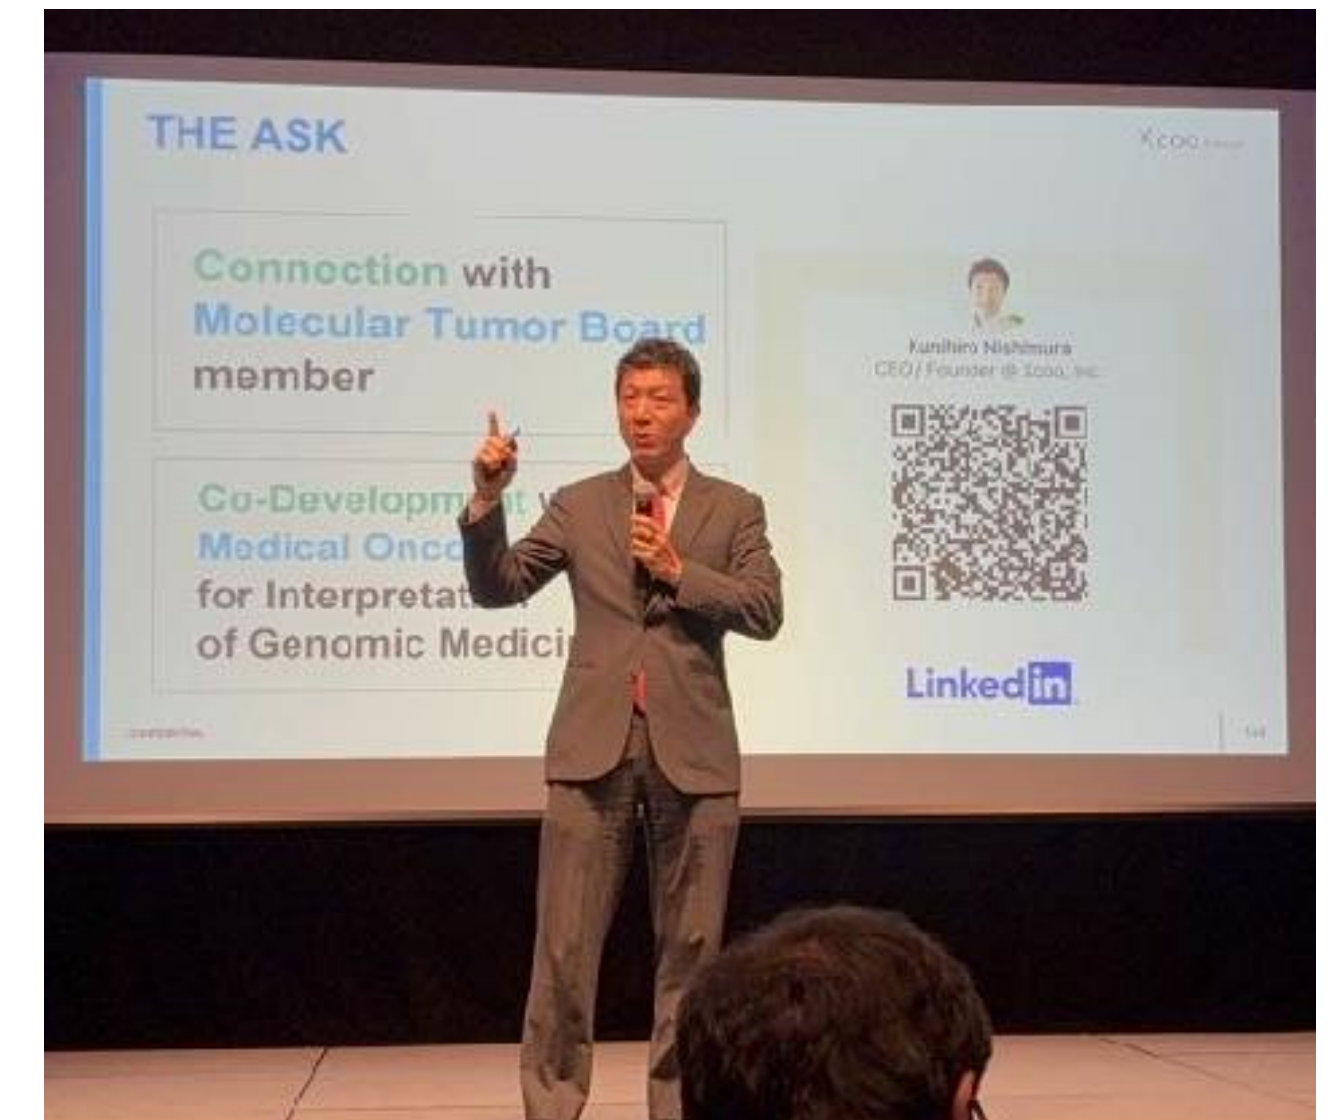 THE ASK
Xcoo
Connection with
Molecular Tumor Board
member
Co-Developm
Medical Onco
for Interpretat
of Genomic Medici
Kunihiro Nishimura
CEO / Founder @ Xcoo, Inc.
Linkedin
CONFIDENTIAL